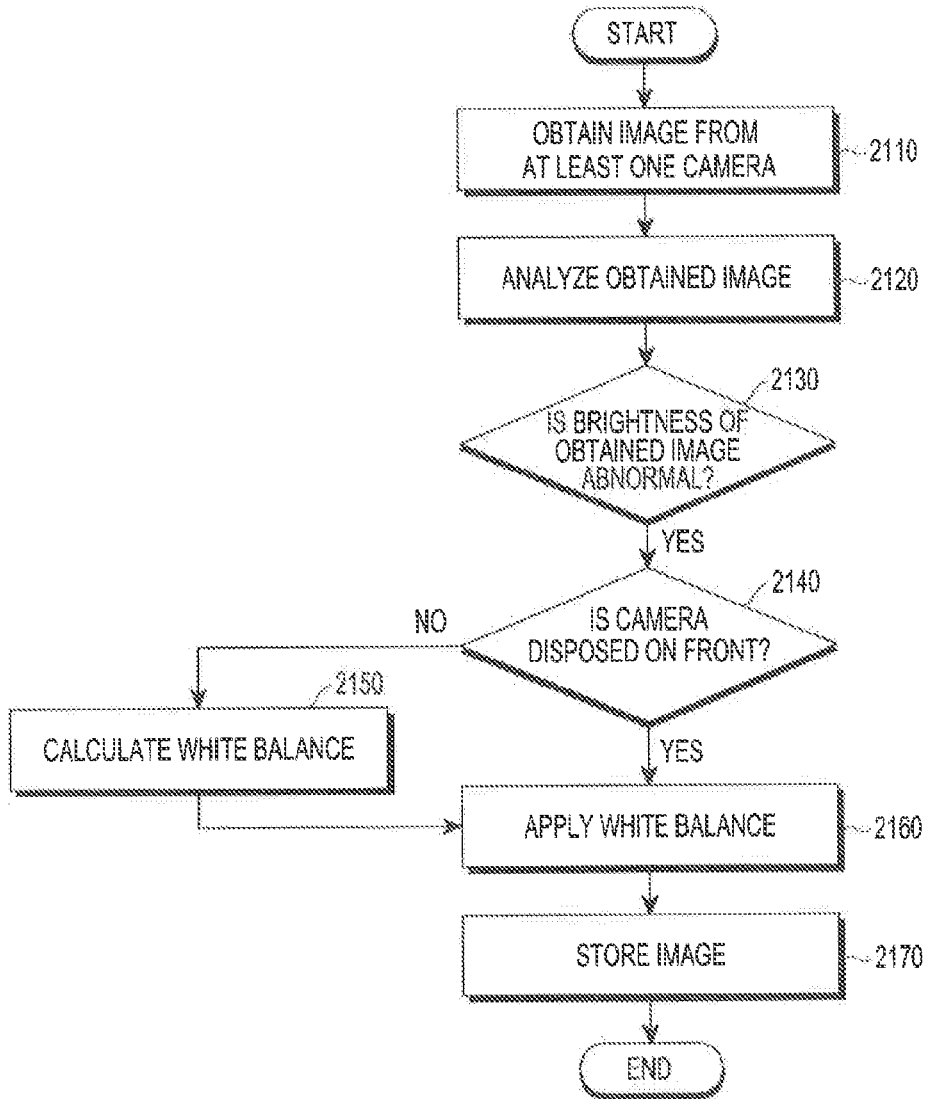 START
OBTAIN IMAGE FROM
AT LEAST ONE CAMERA
2110
ANALYZE OBTAINED IMAGE
2120
2130
IS BRIGHTNESS OF
OBTAINED IMAGE
ABNORMAL?
YES
2140
IS CAMERA
DISPOSED ON FRONT?
NO
2150
CALCULATE WHITE BALANCE
YES
APPLY WHITE BALANCE
2160
STORE IMAGE
2170
END